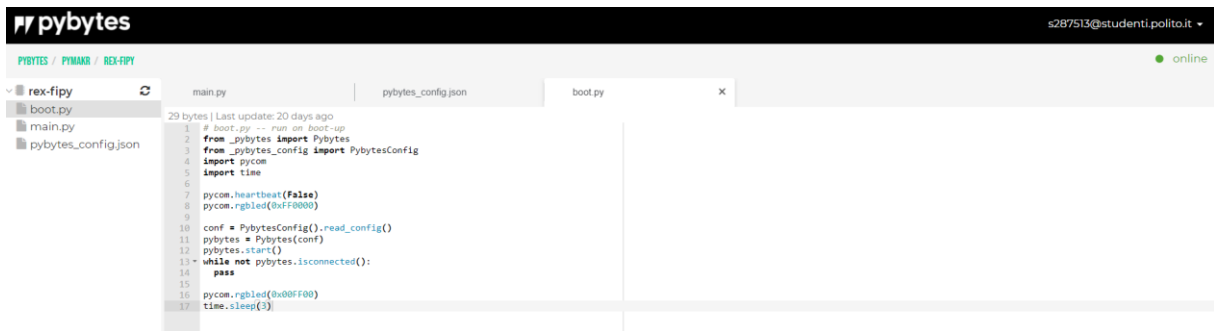 pybytes
s287513@studenti.polito.it
PYBYTES / PYMAKR / REX-FIPY
online
rex-fipy
boot.py
main.py
pybytes_config.json
main.py pybytes_config.json boot.py ×
29 bytes | Last update: 20 days ago
1 # boot.py -- run on boot-up
2 from _pybytes import Pybytes
3 from _pybytes_config import PybytesConfig
4 import pycom
5 import time
6
7 pycom.heartbeat(False)
8 pycom.rgbled(0xFF0000)
9
10 conf = PybytesConfig().read_config()
11 pybytes = Pybytes(conf)
12 pybytes.start()
13 while not pybytes.isconnected():
14 pass
15
16 pycom.rgbled(0x00FF00)
17 time.sleep(3)